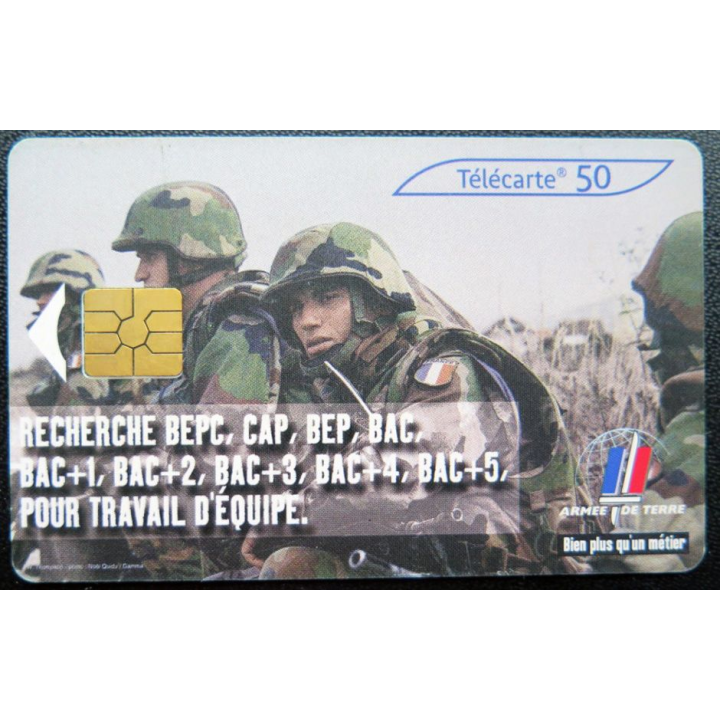 Télécarte® 50
RECHERCHE BEPC, CAP, BEP, BAC,
BAC+1, BAC+2, BAC+3, BAC+4, BAC+5,
POUR TRAVAIL D'ÉQUIPE.
ARMEE DE TERRE
Bien plus qu'un métier